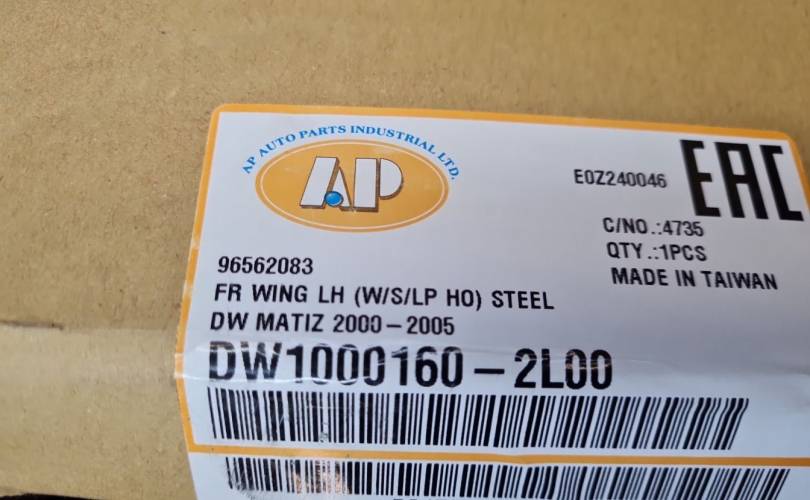 AP AUTO PARTS INDUSTRIAL LTD.
AP
E0Z240046
EAC
C/NO.:4735
QTY.:1PCS
MADE IN TAIWAN
96562083
FR WING LH (W/S/LP HO) STEEL
DW MATIZ 2000-2005
DW1000160-2L00